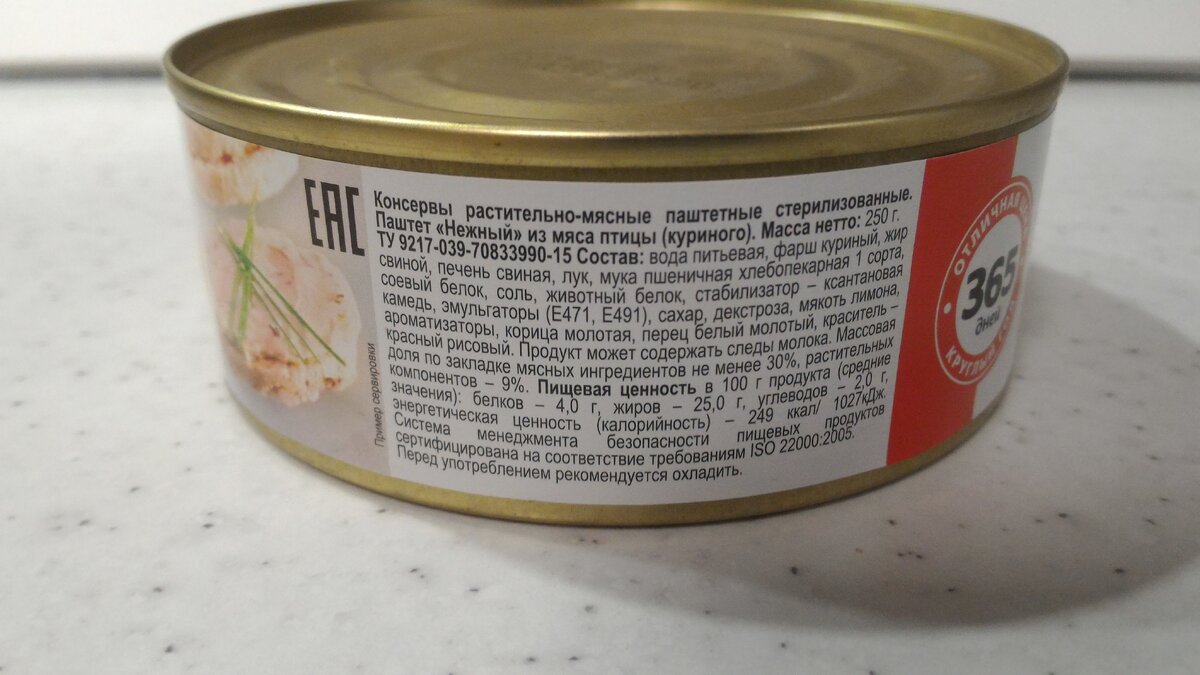 EAC
Консервы растительно-мясные паштетные стерилизованные.
Паштет «Нежный» из мяса птицы (куриного). Масса нетто: 250 г.
ТУ 9217-039-70833990-15 Состав: вода питьевая, фарш куриный, жир
свиной, печень свиная, лук, мука пшеничная хлебопекарная 1 сорта,
соевый белок, соль, животный белок, стабилизатор – ксантановая
камедь, эмульгаторы (Е471, Е491), сахар, декстроза, мякоть лимона,
ароматизаторы, корица молотая, перец белый молотый, краситель –
красный рисовый. Продукт может содержать следы молока. Массовая
доля по закладке мясных ингредиентов не менее 30%, растительных
компонентов – 9%. Пищевая ценность в 100 г продукта (средние
значения): белков – 4,0 г, жиров – 25,0 г, углеводов – 2,0 г,
энергетическая ценность (калорийность) – 249 ккал/ 1027кДж.
Система менеджмента безопасности пищевых продуктов
сертифицирована на соответствие требованиям ISO 22000:2005.
Перед употреблением рекомендуется охладить.
Пример сервировки
ОТЛИЧНАЯ
365
дней
КРУГЛЫЙ